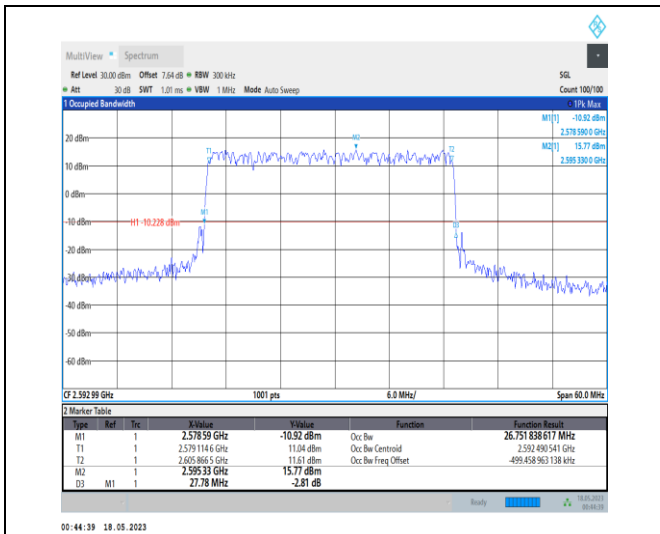 MultiView Spectrum
Ref Level 30.00 dBm Offset 7.64 dB RBW 300 kHz SGL
Att 30 dB SWT 1.01 ms VBW 1 MHz Mode Auto Sweep Count 100/100
1 Occupied Bandwidth 1Pk Max
M1[1] -10.92 dBm
2.578 590 0 GHz
M2[1] 15.77 dBm
2.595 330 0 GHz
M2
20 dBm
T1 T2
10 dBm
0 dBm
M1
-10 dBm H1 -10.228 dBm
D3
-20 dBm
-30 dBm
-40 dBm
-50 dBm
-60 dBm
CF 2.592 99 GHz 1001 pts 6.0 MHz/ Span 60.0 MHz
2 Marker Table
Type Ref Trc X-Value Y-Value Function Function Result
M1 1 2.578 59 GHz -10.92 dBm Occ Bw 26.751 838 617 MHz
T1 1 2.579 114 6 GHz 11.04 dBm Occ Bw Centroid 2.592 490 541 GHz
T2 1 2.605 866 5 GHz 11.61 dBm Occ Bw Freq Offset -499.458 963 138 kHz
M2 1 2.595 33 GHz 15.77 dBm
D3 M1 1 27.78 MHz -2.81 dB
Ready 18.05.2023
00:44:39
00:44:39 18.05.2023